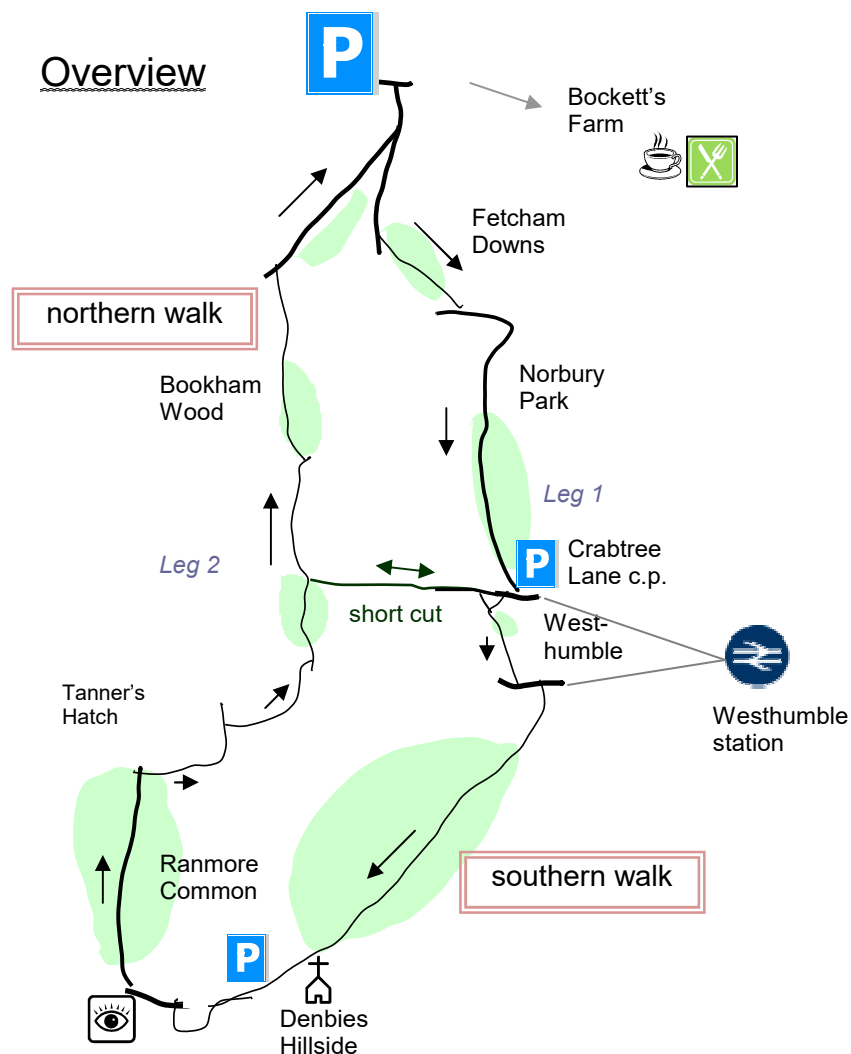 Overview
P
Bockett's
Farm
Fetcham
Downs
northern walk
Bookham
Wood
Norbury
Park
Leg 1
Leg 2
P
Crabtree
Lane c.p.
short cut
West-
humble
Tanner's
Hatch
Westhumble
station
Ranmore
Common
southern walk
P
Denbies
Hillside